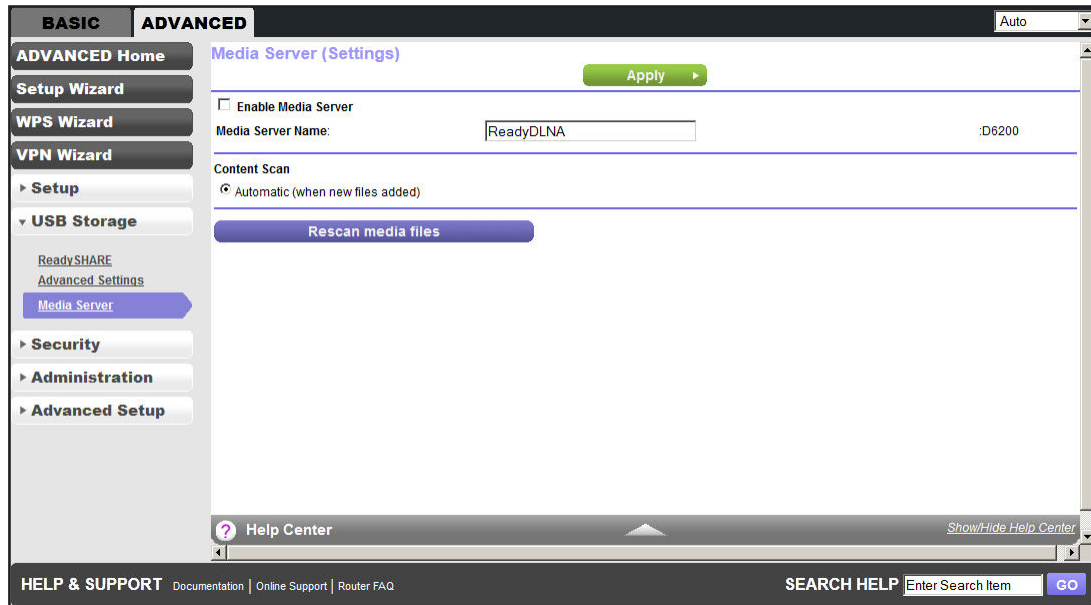 BASIC ADVANCED Auto
ADVANCED Home
Setup Wizard
WPS Wizard
VPN Wizard
Setup
USB Storage
ReadySHARE
Advanced Settings
Media Server
Security
Administration
Advanced Setup
Media Server (Settings)
Apply
Enable Media Server
Media Server Name: ReadyDLNA :D6200
Content Scan
Automatic (when new files added)
Rescan media files
? Help Center Show/Hide Help Center
HELP & SUPPORT Documentation | Online Support | Router FAQ SEARCH HELP Enter Search Item GO